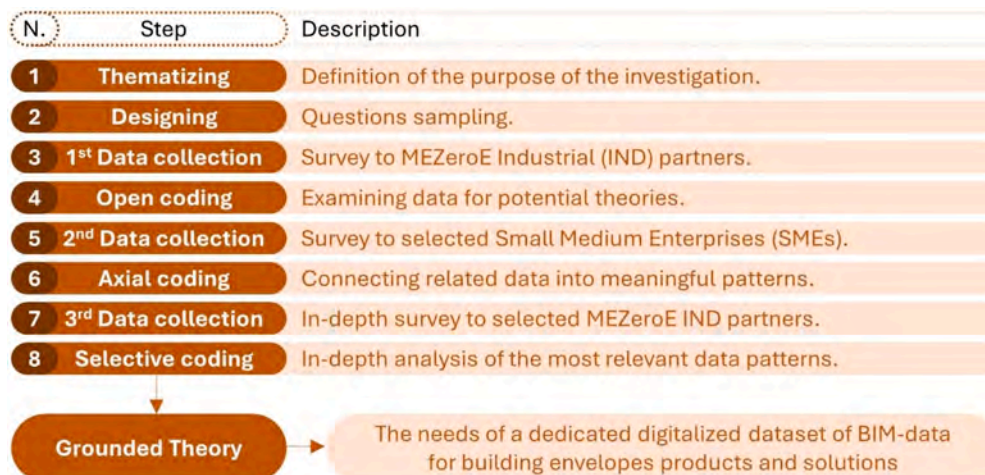 N. Step Description
1 Thematizing Definition of the purpose of the investigation.
2 Designing Questions sampling.
3 1st Data collection Survey to MEZeroE Industrial (IND) partners.
4 Open coding Examining data for potential theories.
5 2nd Data collection Survey to selected Small Medium Enterprises (SMEs).
6 Axial coding Connecting related data into meaningful patterns.
7 3rd Data collection In-depth survey to selected MEZeroE IND partners.
8 Selective coding In-depth analysis of the most relevant data patterns.
Grounded Theory
The needs of a dedicated digitalized dataset of BIM-data
for building envelopes products and solutions